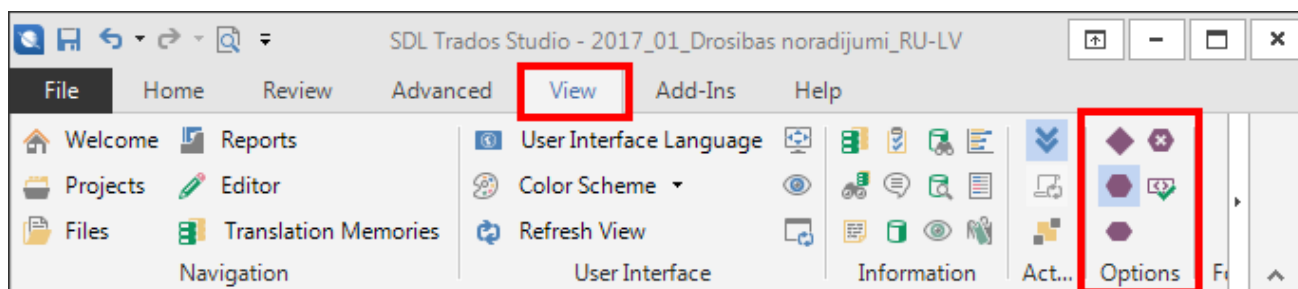 SDL Trados Studio - 2017_01_Drosibas noradijumi_RU-LV
File Home Review Advanced View Add-Ins Help
Welcome Reports User Interface Language
Projects Editor Color Scheme
Files Translation Memories Refresh View
Navigation User Interface Information Act... Options